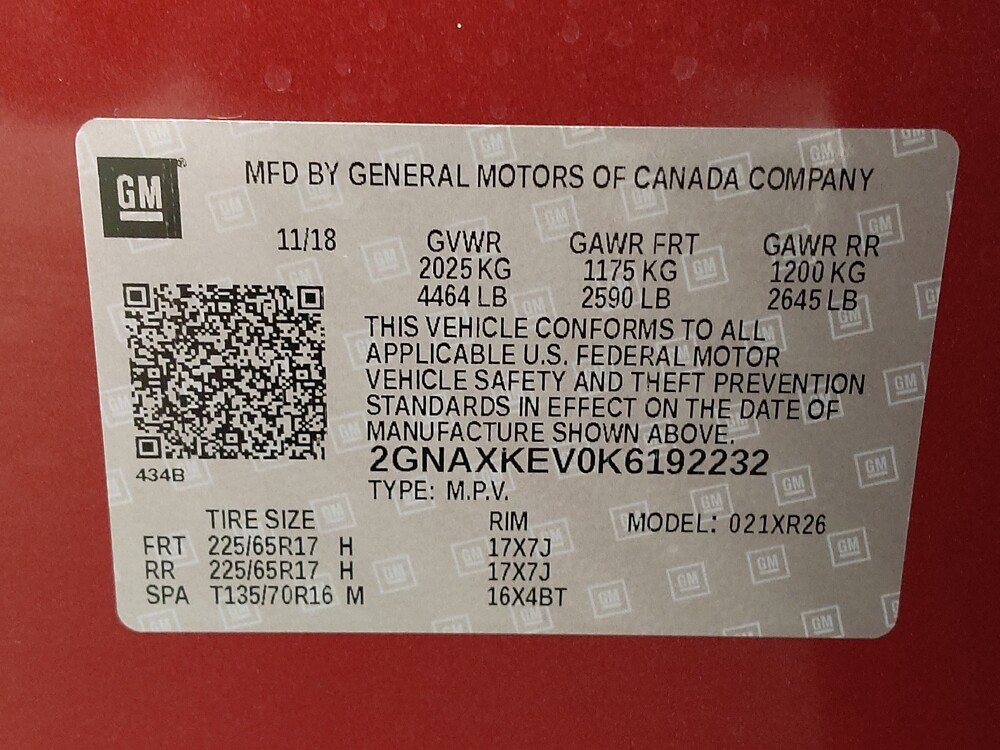 GM
MFD BY GENERAL MOTORS OF CANADA COMPANY
11/18 GVWR GAWR FRT GAWR RR
2025 KG 1175 KG 1200 KG
4464 LB 2590 LB 2645 LB
THIS VEHICLE CONFORMS TO ALL
APPLICABLE U.S. FEDERAL MOTOR
VEHICLE SAFETY AND THEFT PREVENTION
STANDARDS IN EFFECT ON THE DATE OF
MANUFACTURE SHOWN ABOVE.
434B
2GNAXKEV0K6192232
TYPE: M.P.V.
TIRE SIZE RIM MODEL: 021XR26
FRT 225/65R17 H 17X7J
RR 225/65R17 H 17X7J
SPA T135/70R16 M 16X4BT